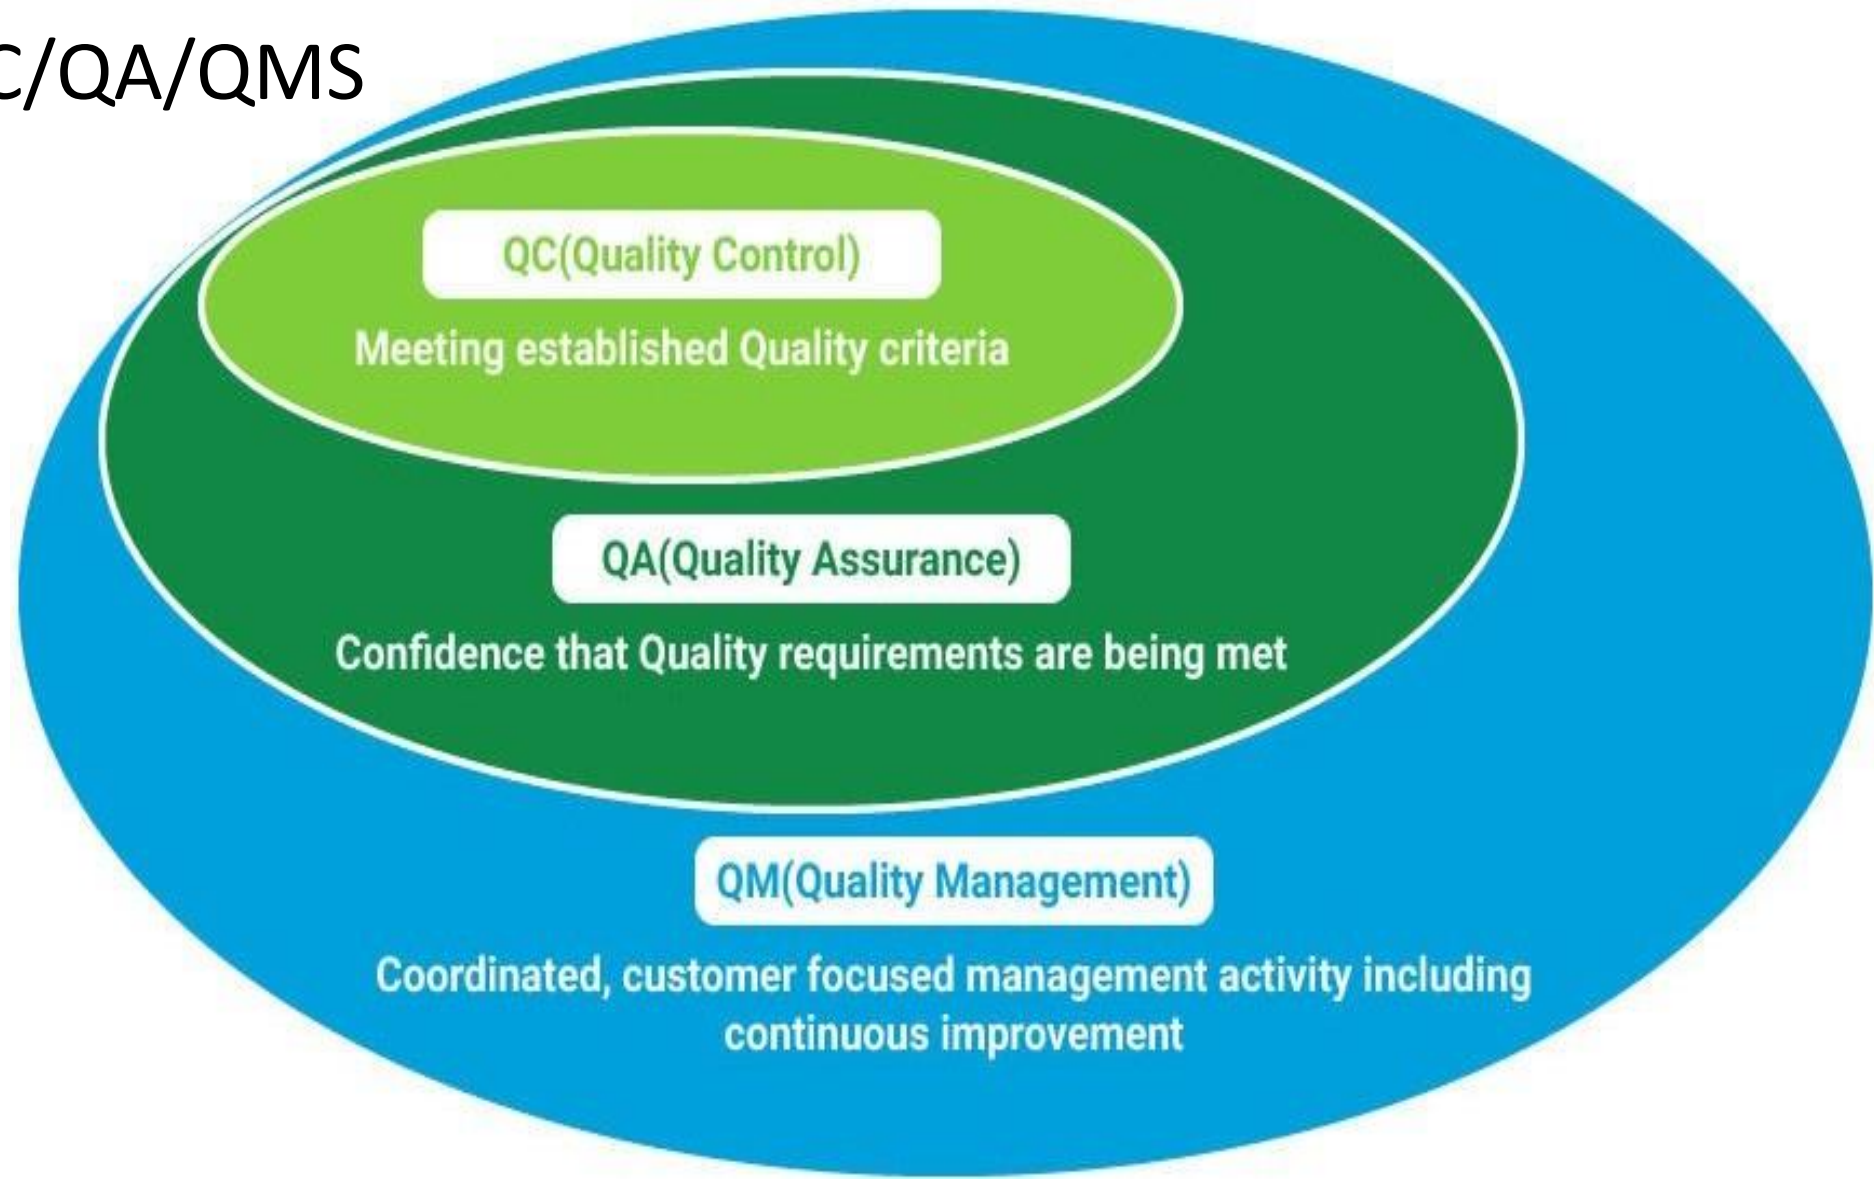 C/QA/QMS
QC(Quality Control)
Meeting established Quality criteria
QA(Quality Assurance)
Confidence that Quality requirements are being met
QM(Quality Management)
Coordinated, customer focused management activity including
continuous improvement